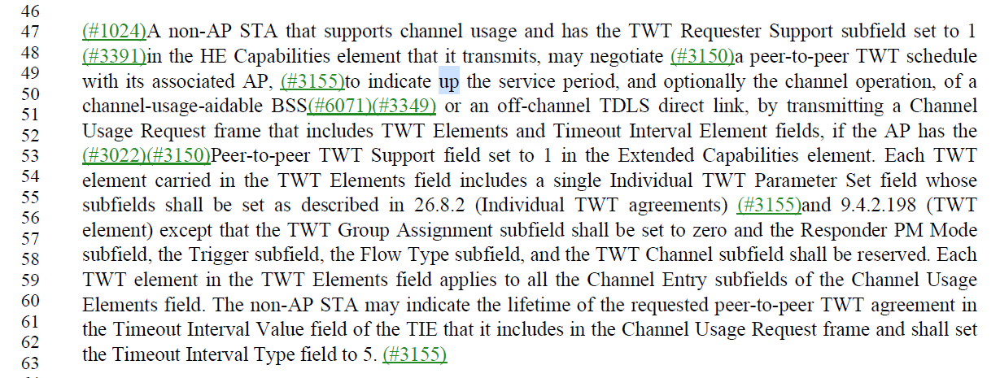 46
47 (#1024)A non-AP STA that supports channel usage and has the TWT Requester Support subfield set to 1
48 (#3391)in the HE Capabilities element that it transmits, may negotiate (#3150)a peer-to-peer TWT schedule
49 with its associated AP, (#3155)to indicate up the service period, and optionally the channel operation, of a
50 channel-usage-aidable BSS(#6071)(#3349) or an off-channel TDLS direct link, by transmitting a Channel
51 Usage Request frame that includes TWT Elements and Timeout Interval Element fields, if the AP has the
52
53 (#3022)(#3150)Peer-to-peer TWT Support field set to 1 in the Extended Capabilities element. Each TWT
54 element carried in the TWT Elements field includes a single Individual TWT Parameter Set field whose
55 subfields shall be set as described in 26.8.2 (Individual TWT agreements) (#3155)and 9.4.2.198 (TWT
56 element) except that the TWT Group Assignment subfield shall be set to zero and the Responder PM Mode
57
58 subfield, the Trigger subfield, the Flow Type subfield, and the TWT Channel subfield shall be reserved. Each
59 TWT element in the TWT Elements field applies to all the Channel Entry subfields of the Channel Usage
60 Elements field. The non-AP STA may indicate the lifetime of the requested peer-to-peer TWT agreement in
61 the Timeout Interval Value field of the TIE that it includes in the Channel Usage Request frame and shall set
62
63 the Timeout Interval Type field to 5. (#3155)